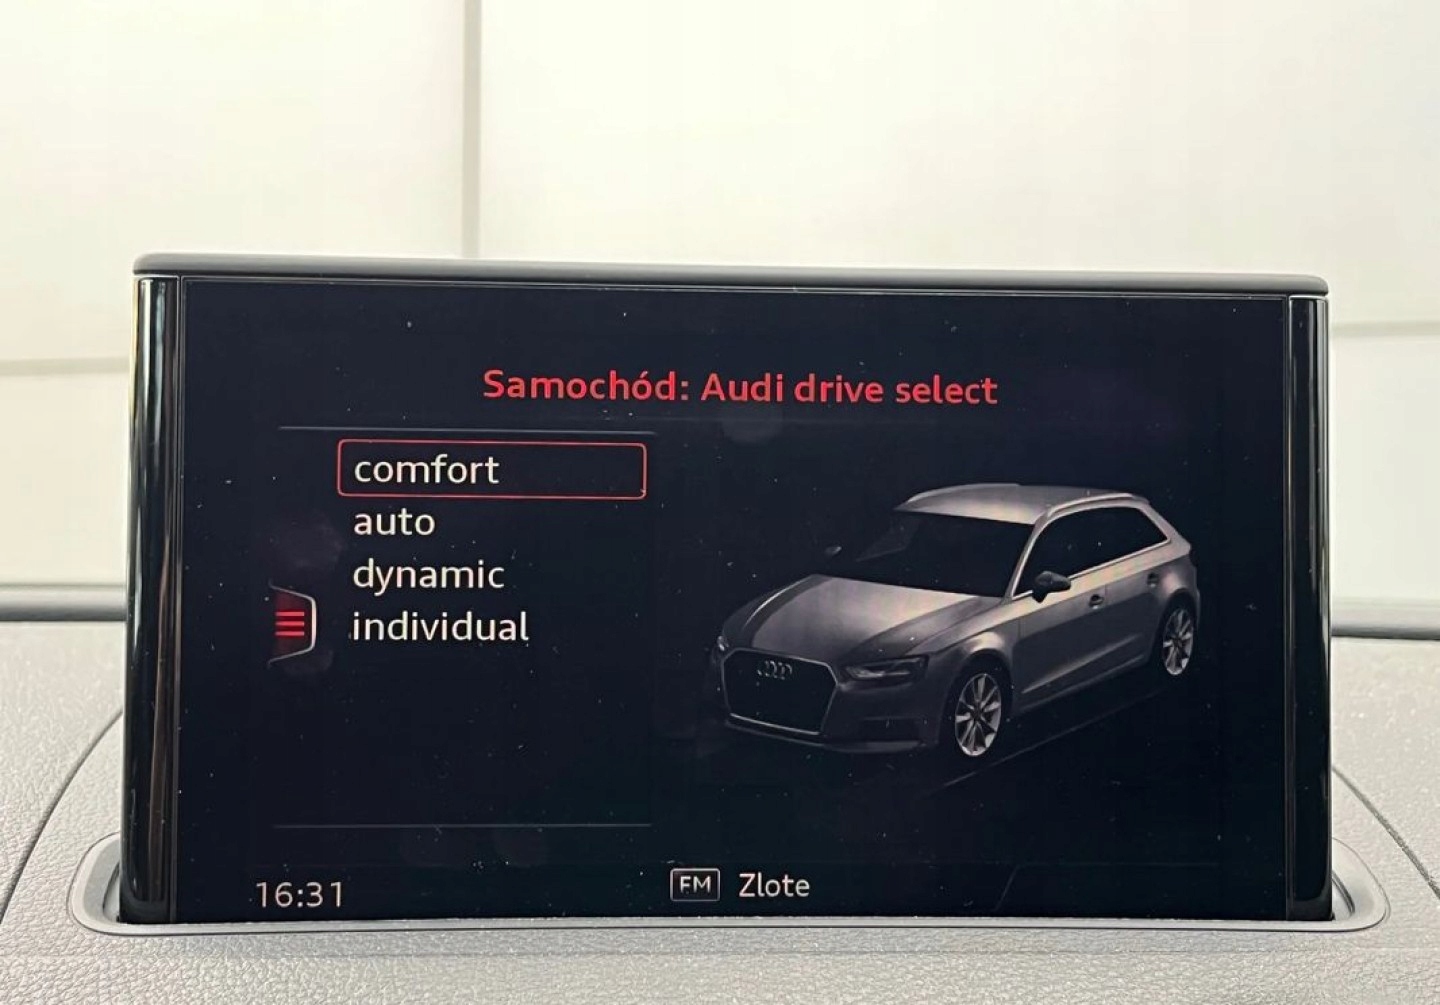 Samochód: Audi drive select
comfort
auto
dynamic
individual
16:31
FM Zlote